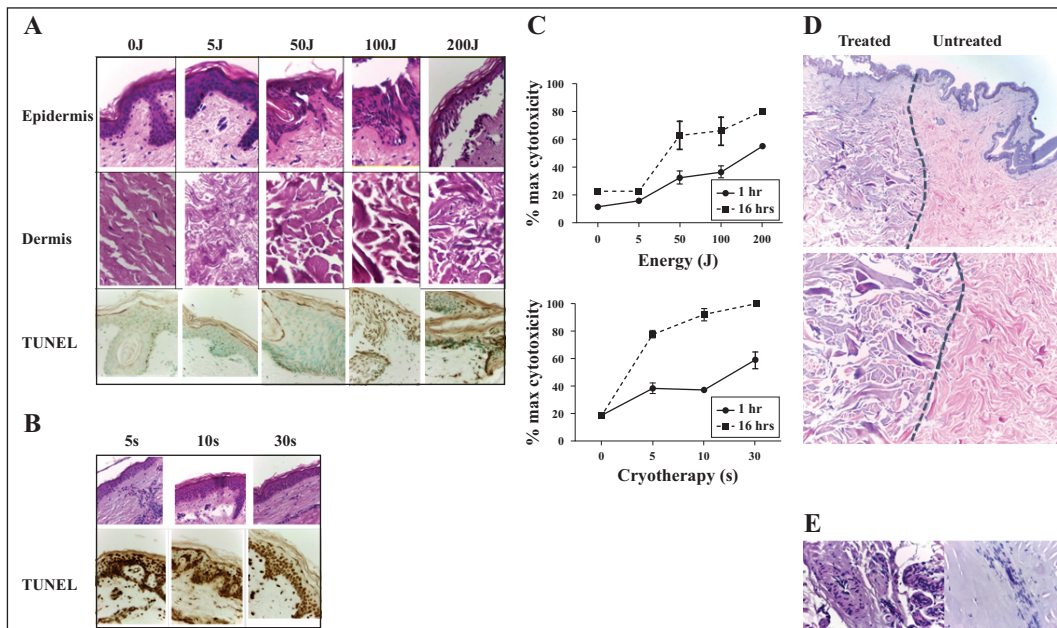 A
0J 5J 50J 100J 200J
Epidermis
Dermis
TUNEL
B
5s 10s 30s
TUNEL
C
% max cytotoxicity
100
80
60
40
20
0
0 5 50 100 200
Energy (J)
1 hr
16 hrs
% max cytotoxicity
100
80
60
40
20
0
0 5 10 30
Cryotherapy (s)
1 hr
16 hrs
D
Treated Untreated
E